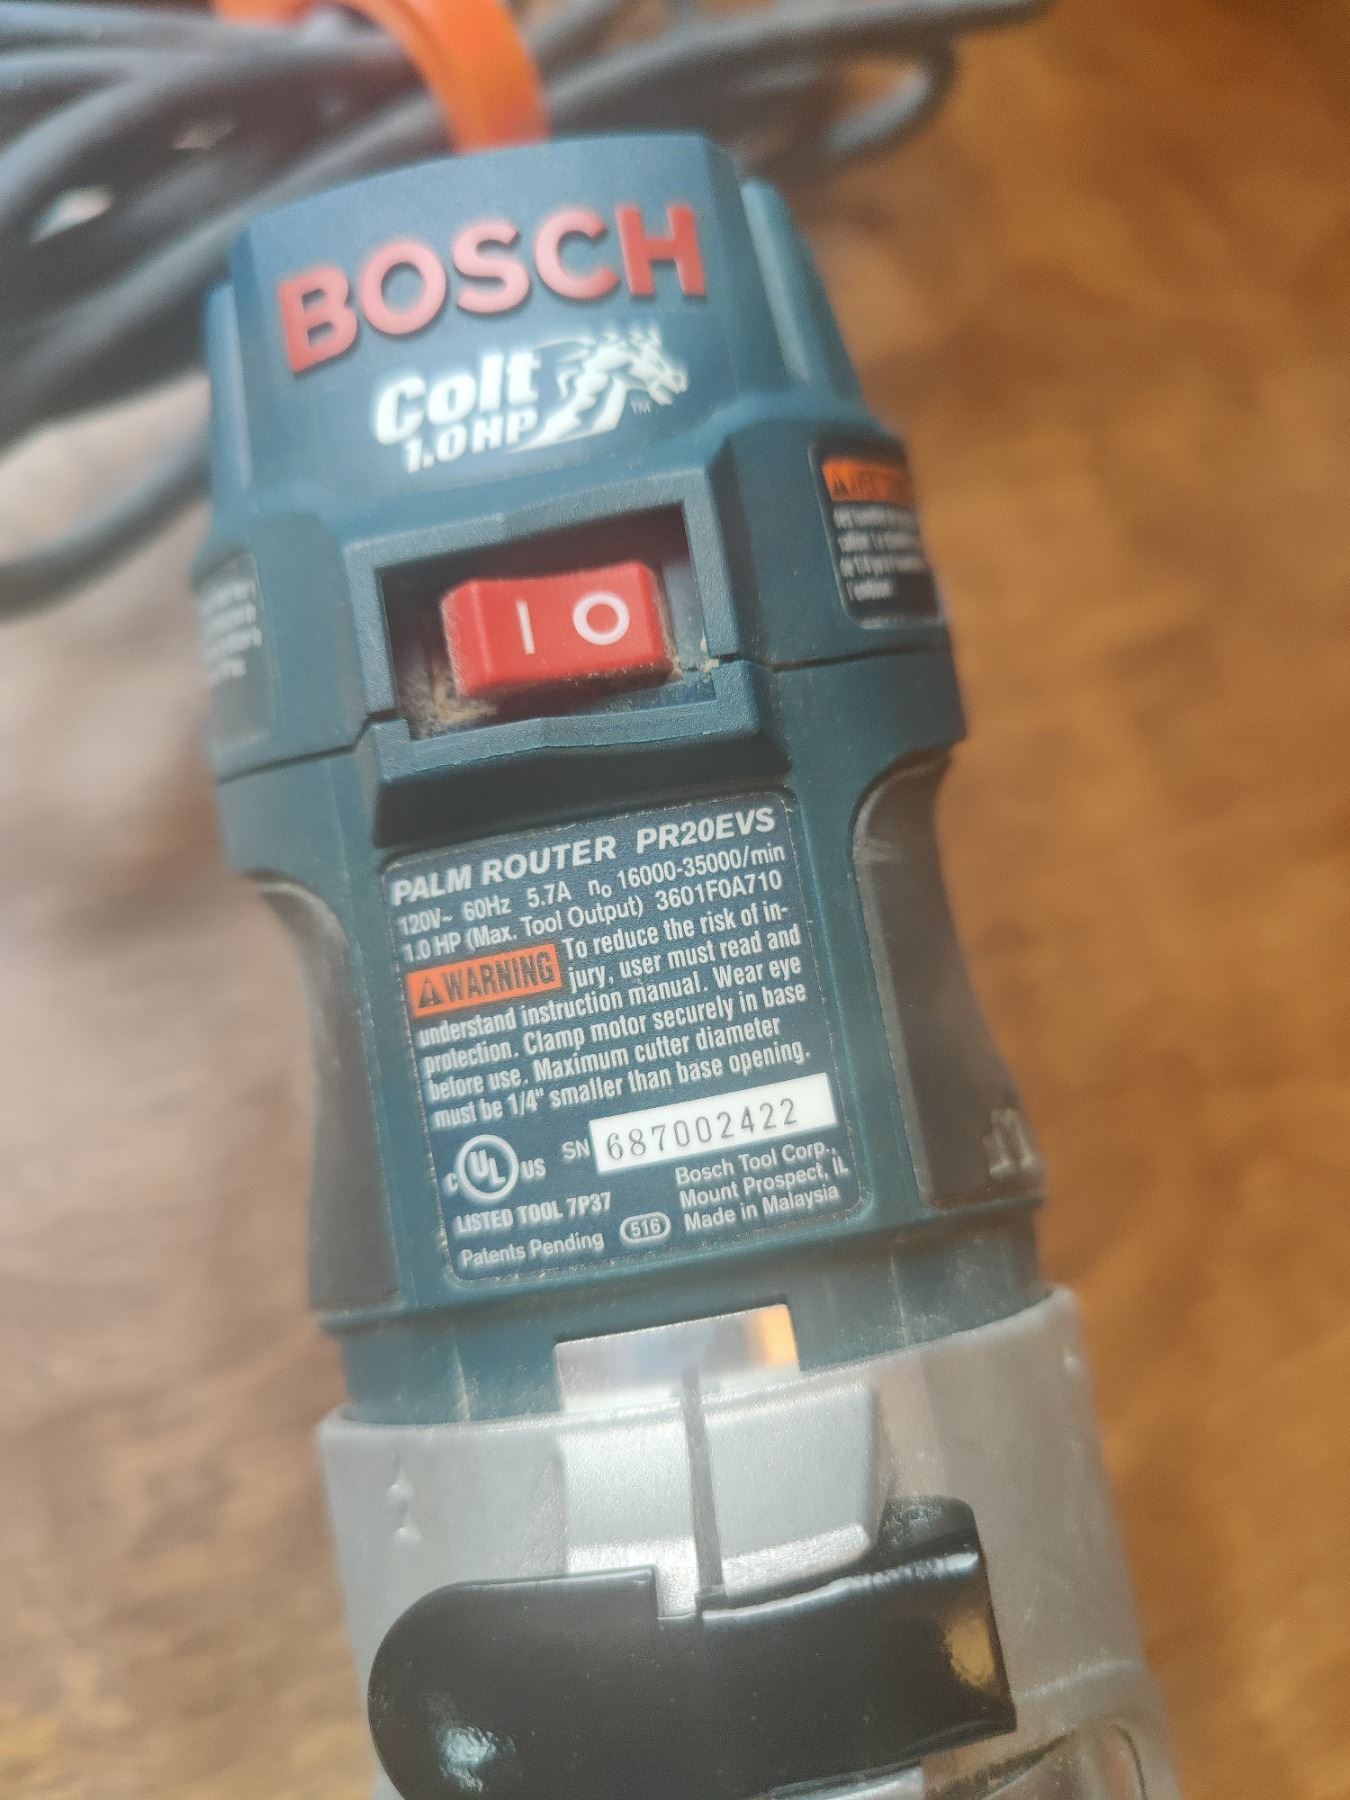 BOSCH
Colt
1.0 HP
TM
I O
PALM ROUTER PR20EVS
120V~ 60Hz 5.7A n₀ 16000-35000/min
1.0 HP (Max. Tool Output) 3601F0A710
WARNING To reduce the risk of in-
jury, user must read and
understand instruction manual. Wear eye
protection. Clamp motor securely in base
before use. Maximum cutter diameter
must be 1/4" smaller than base opening.
SN 687002422
C UL US
LISTED TOOL 7P37
Bosch Tool Corp.,
Mount Prospect, IL
Made in Malaysia
Patents Pending 516